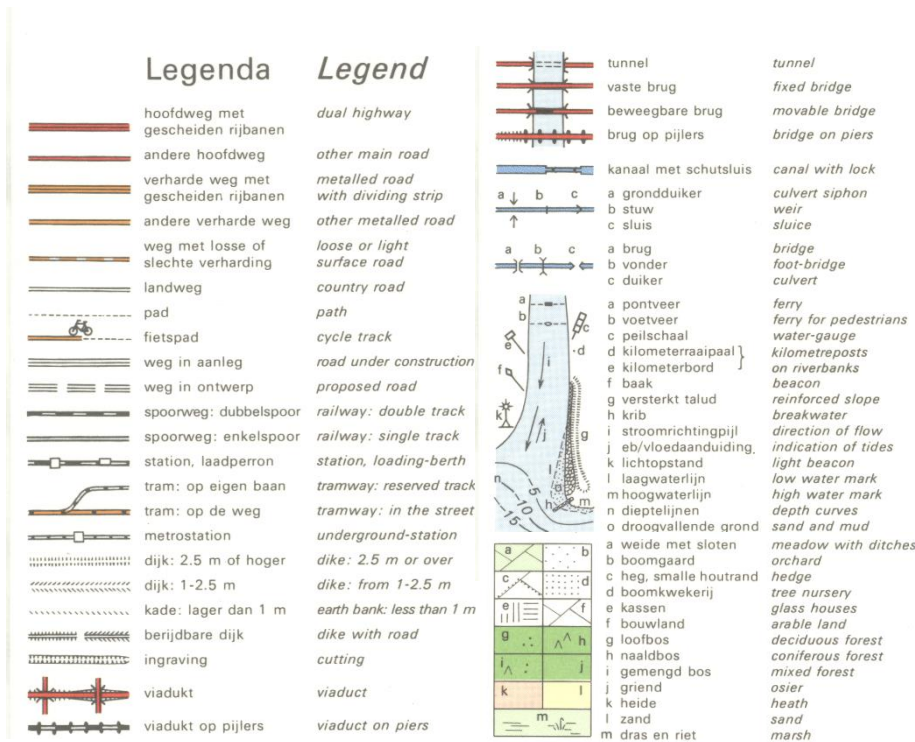 Legenda Legend
hoofdweg met dual highway
gescheiden rijbanen
andere hoofdweg other main road
verharde weg met metalled road
gescheiden rijbanen with dividing strip
andere verharde weg other metalled road
weg met losse of loose or light
slechte verharding surface road
landweg country road
pad path
fietspad cycle track
weg in aanleg road under construction
weg in ontwerp proposed road
spoorweg: dubbelspoor railway: double track
spoorweg: enkelspoor railway: single track
station, laadperron station, loading-berth
tram: op eigen baan tramway: reserved track
tram: op de weg tramway: in the street
metrostation underground-station
dijk: 2.5 m of hoger dike: 2.5 m or over
dijk: 1-2.5 m dike: from 1-2.5 m
kade: lager dan 1 m earth bank: less than 1 m
berijdbare dijk dike with road
ingraving cutting
viadukt viaduct
viadukt op pijlers viaduct on piers
tunnel tunnel
vaste brug fixed bridge
beweegbare brug movable bridge
brug op pijlers bridge on piers
kanaal met schutsluis canal with lock
a b c
a grondduiker culvert siphon
b stuw weir
c sluis sluice
a b c
a brug bridge
b vonder foot-bridge
c duiker culvert
a
b
c
d
e
i
f
k
j
g
l
o
n
h
m
5
10
15
a pontveer ferry
b voetveer ferry for pedestrians
c peilschaal water-gauge
d kilometerraaipaal } kilometreposts
e kilometerbord on riverbanks
f baak beacon
g versterkt talud reinforced slope
h krib breakwater
i stroomrichtingpijl direction of flow
j eb/vloedaanduiding. indication of tides
k lichtopstand light beacon
l laagwaterlijn low water mark
m hoogwaterlijn high water mark
n dieptelijnen depth curves
o droogvallende grond sand and mud
a b
c d
e f
g h
i j
k l
m
a weide met sloten meadow with ditches
b boomgaard orchard
c heg, smalle houtrand hedge
d boomkwekerij tree nursery
e kassen glass houses
f bouwland arable land
g loofbos deciduous forest
h naaldbos coniferous forest
i gemengd bos mixed forest
j griend osier
k heide heath
l zand sand
m dras en riet marsh